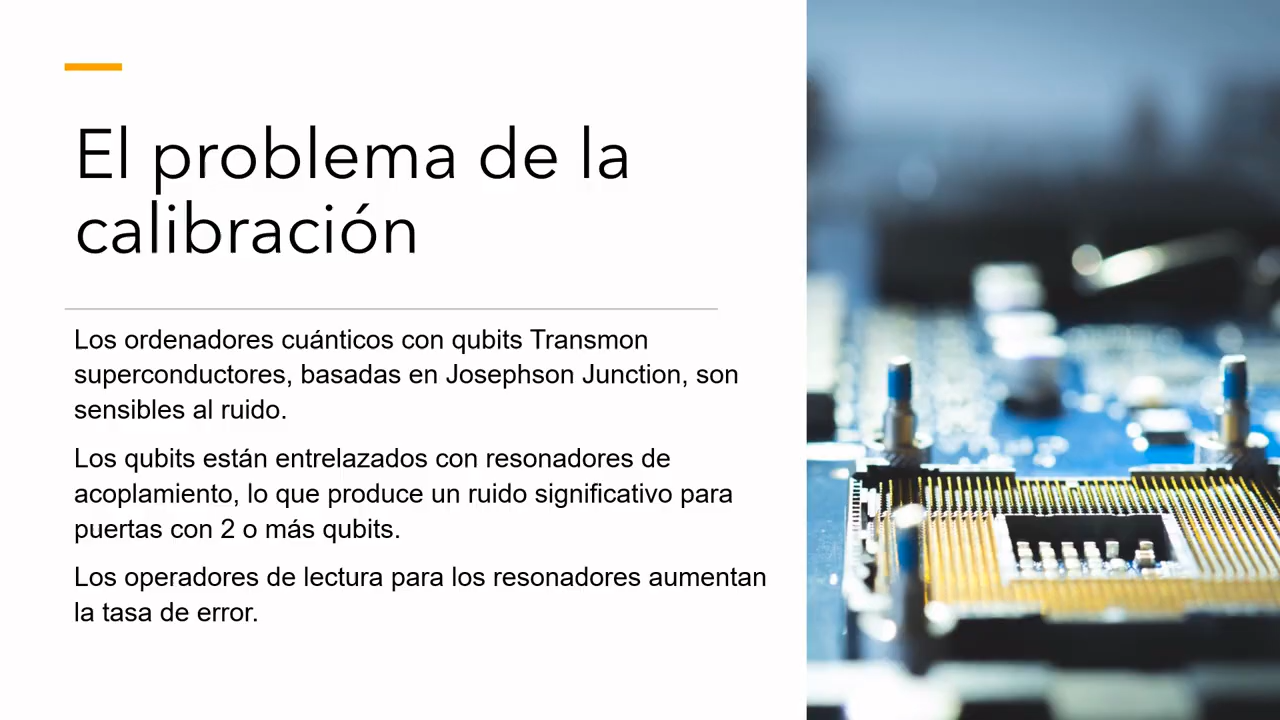 El problema de la
calibración
Los ordenadores cuánticos con qubits Transmon
superconductores, basadas en Josephson Junction, son
sensibles al ruido.
Los qubits están entrelazados con resonadores de
acoplamiento, lo que produce un ruido significativo para
puertas con 2 o más qubits.
Los operadores de lectura para los resonadores aumentan
la tasa de error.